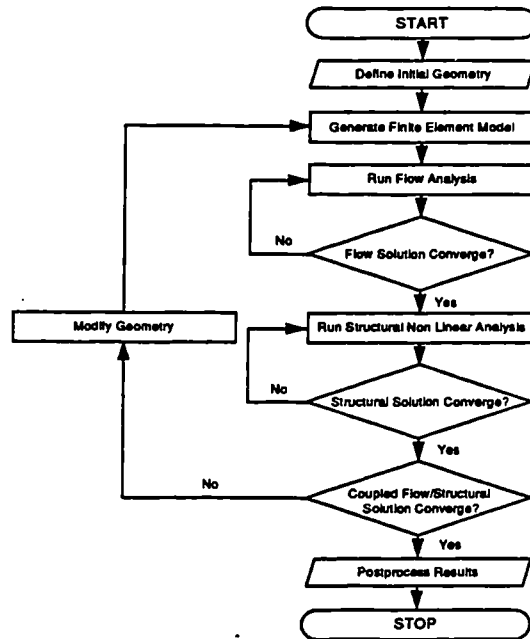 START
Define Initial Geometry
Generate Finite Element Model
Run Flow Analysis
No
Flow Solution Converge?
Yes
Modify Geometry
Run Structural Non Linear Analysis
No
Structural Solution Converge?
Yes
No
Coupled Flow/Structural
Solution Converge?
Yes
Postprocess Results
STOP